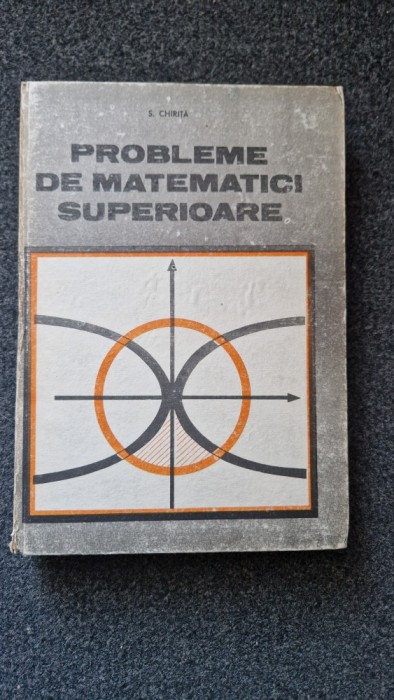 S. CHIRIȚĂ
PROBLEME
DE MATEMATICI
SUPERIOARE